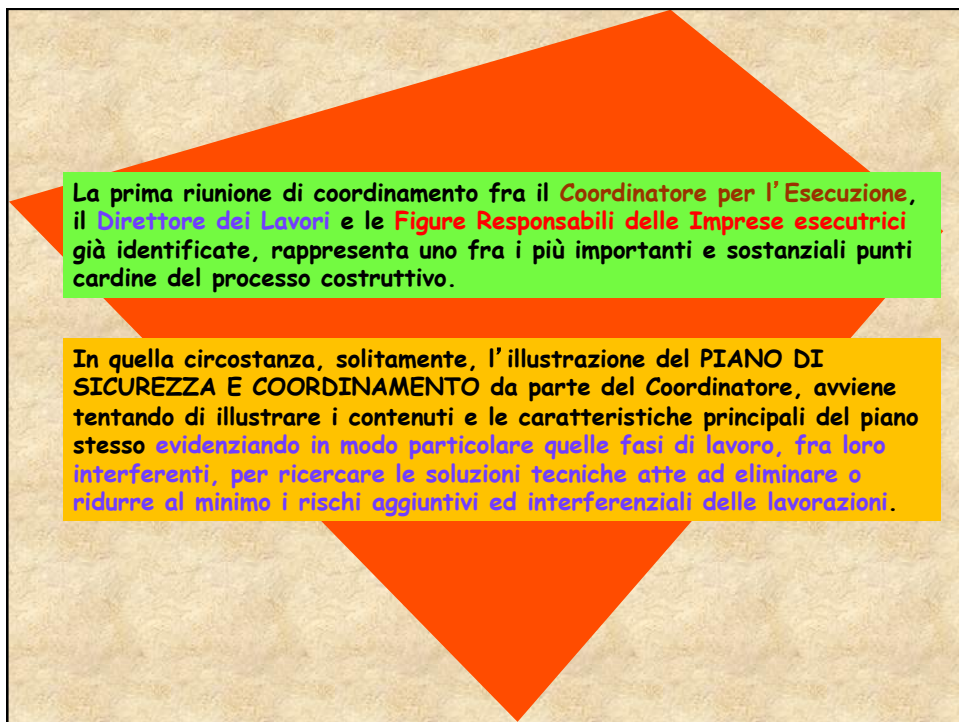 La prima riunione di coordinamento fra il Coordinatore per l'Esecuzione,
il Direttore dei Lavori e le Figure Responsabili delle Imprese esecutrici
già identificate, rappresenta uno fra i più importanti e sostanziali punti
cardine del processo costruttivo.
In quella circostanza, solitamente, l'illustrazione del PIANO DI
SICUREZZA E COORDINAMENTO da parte del Coordinatore, avviene
tentando di illustrare i contenuti e le caratteristiche principali del piano
stesso evidenziando in modo particolare quelle fasi di lavoro, fra loro
interferenti, per ricercare le soluzioni tecniche atte ad eliminare o
ridurre al minimo i rischi aggiuntivi ed interferenziali delle lavorazioni.